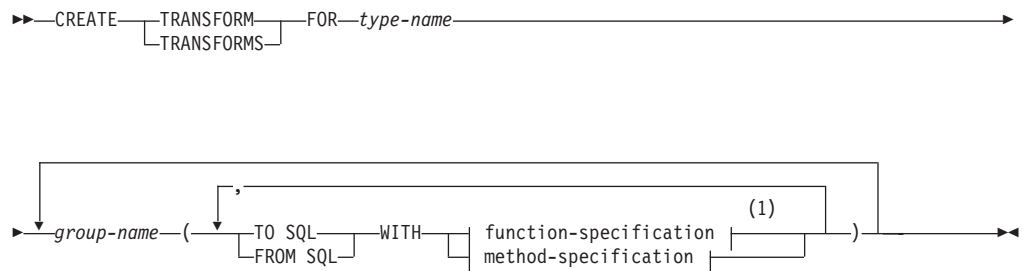 CREATE TRANSFORM FOR type-name
TRANSFORMS
,
(1)
group-name ( TO SQL WITH function-specification )
FROM SQL method-specification